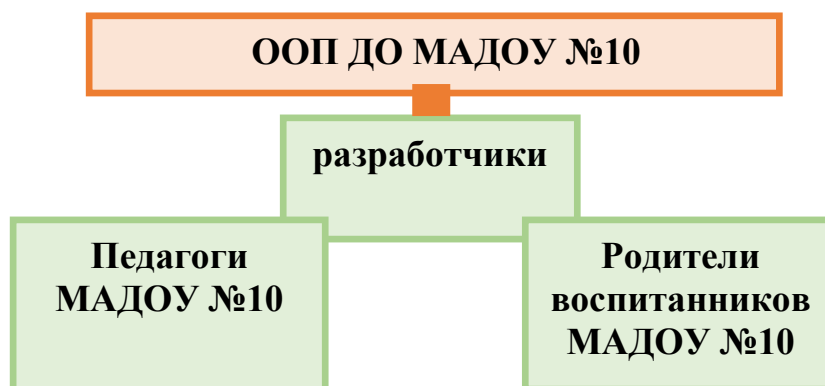 ООП ДО МАДОУ №10
разработчики
Педагоги
МАДОУ №10
Родители
воспитанников
МАДОУ №10